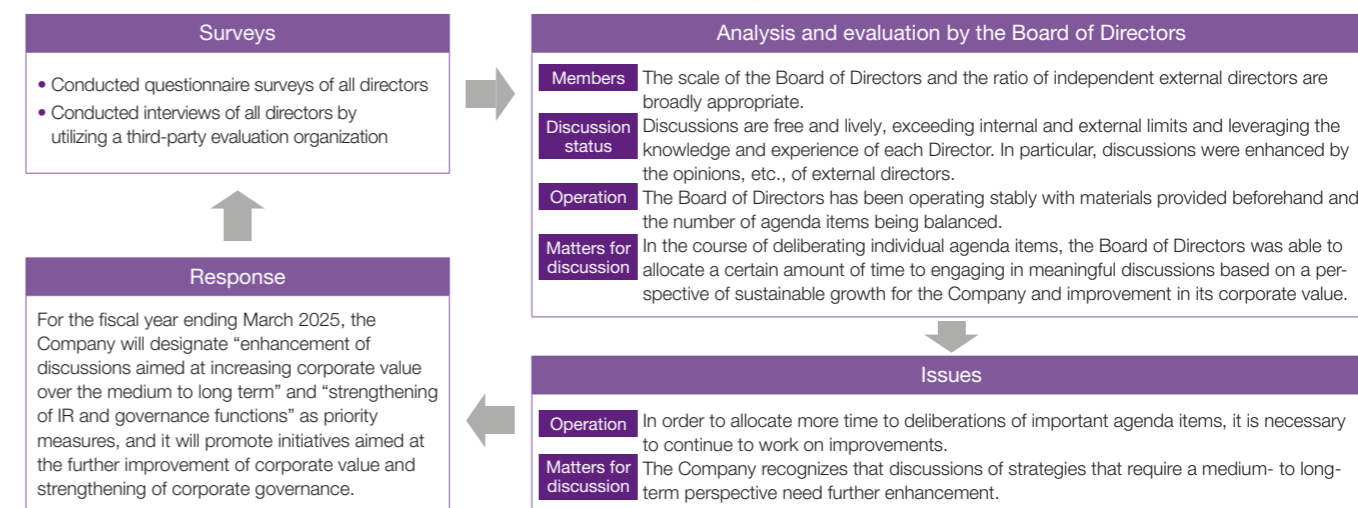 Surveys
• Conducted questionnaire surveys of all directors
• Conducted interviews of all directors by
utilizing a third-party evaluation organization
Analysis and evaluation by the Board of Directors
Members
The scale of the Board of Directors and the ratio of independent external directors are
broadly appropriate.
Discussion
status
Discussions are free and lively, exceeding internal and external limits and leveraging the
knowledge and experience of each Director. In particular, discussions were enhanced by
the opinions, etc., of external directors.
Operation
The Board of Directors has been operating stably with materials provided beforehand and
the number of agenda items being balanced.
Matters for
discussion
In the course of deliberating individual agenda items, the Board of Directors was able to
allocate a certain amount of time to engaging in meaningful discussions based on a per-
spective of sustainable growth for the Company and improvement in its corporate value.
Issues
Operation
In order to allocate more time to deliberations of important agenda items, it is necessary
to continue to work on improvements.
Matters for
discussion
The Company recognizes that discussions of strategies that require a medium- to long-
term perspective need further enhancement.
Response
For the fiscal year ending March 2025, the
Company will designate “enhancement of
discussions aimed at increasing corporate value
over the medium to long term” and “strengthening
of IR and governance functions” as priority
measures, and it will promote initiatives aimed at
the further improvement of corporate value and
strengthening of corporate governance.